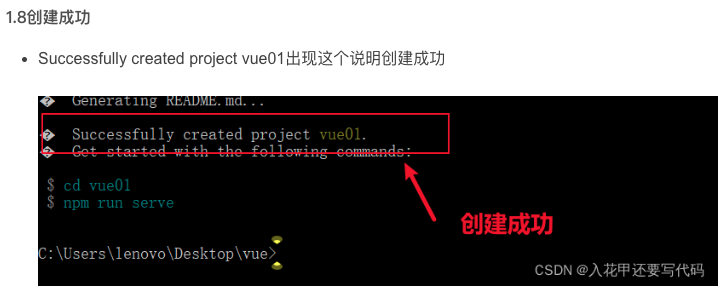 1.8创建成功
• Successfully created project vue01出现这个说明创建成功
� Generating README.md...
� Successfully created project vue01.
� Get started with the following commands:
$ cd vue01
$ npm run serve
创建成功
C:\Users\lenovo\Desktop\vue>
CSDN @入花甲还要写代码